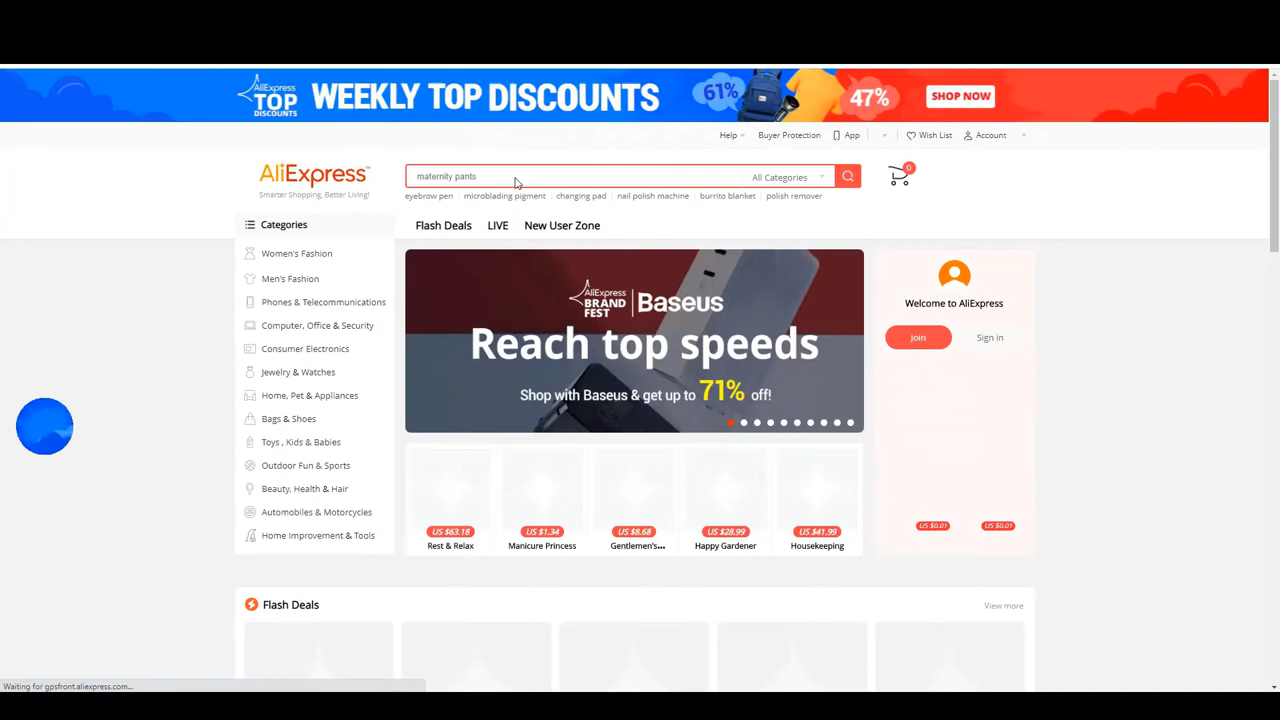 AliExpress
TOP
DISCOUNTS
WEEKLY TOP DISCOUNTS
61%
47%
SHOP NOW
Help
Buyer Protection
App
Wish List
Account
AliExpress™
Smarter Shopping, Better Living!
maternity pants
All Categories
0
eyebrow pen
microblading pigment
changing pad
nail polish machine
burrito blanket
polish remover
Categories
Flash Deals
LIVE
New User Zone
Women's Fashion
Men's Fashion
Phones & Telecommunications
Computer, Office & Security
Consumer Electronics
Jewelry & Watches
Home, Pet & Appliances
Bags & Shoes
Toys , Kids & Babies
Outdoor Fun & Sports
Beauty, Health & Hair
Automobiles & Motorcycles
Home Improvement & Tools
AliExpress
BRAND
FEST
Baseus
Reach top speeds
Shop with Baseus & get up to 71% off!
Welcome to AliExpress
Join
Sign in
US $63.18
US $1.34
US $8.68
US $28.99
US $41.99
US $0.01
US $0.01
Rest & Relax
Manicure Princess
Gentlemen's...
Happy Gardener
Housekeeping
Flash Deals
View more
Waiting for gpsfront.aliexpress.com...